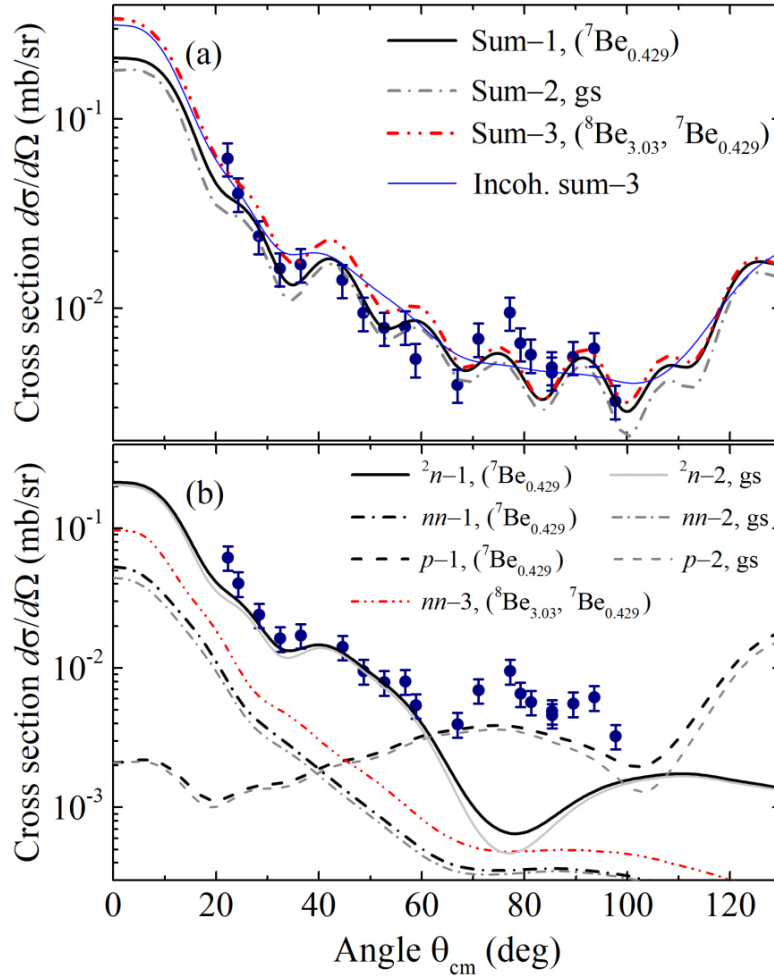 (a)
Sum−1, (⁷Be₀.₄₂₉)
Sum−2, gs
Sum−3, (⁸Be₃.₀₃, ⁷Be₀.₄₂₉)
Incoh. sum−3
Cross section dσ/dΩ (mb/sr)
10⁻¹
10⁻²
(b)
²n−1, (⁷Be₀.₄₂₉) ²n−2, gs
nn−1, (⁷Be₀.₄₂₉) nn−2, gs
p−1, (⁷Be₀.₄₂₉) p−2, gs
nn−3, (⁸Be₃.₀₃, ⁷Be₀.₄₂₉)
Cross section dσ/dΩ (mb/sr)
10⁻¹
10⁻²
10⁻³
0 20 40 60 80 100 120
Angle θcm (deg)